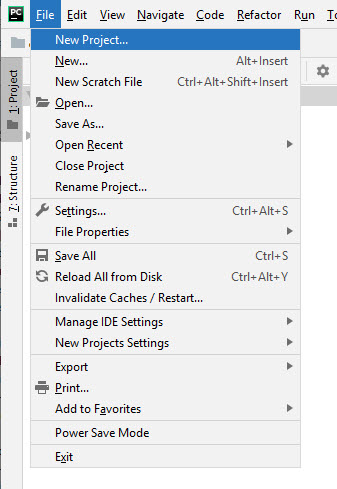 PC File Edit View Navigate Code Refactor Run
New Project...
New... Alt+Insert
New Scratch File Ctrl+Alt+Shift+Insert
Open...
Save As...
Open Recent
Close Project
Rename Project...
Settings... Ctrl+Alt+S
File Properties
Save All Ctrl+S
Reload All from Disk Ctrl+Alt+Y
Invalidate Caches / Restart...
Manage IDE Settings
New Projects Settings
Export
Print...
Add to Favorites
Power Save Mode
Exit
1: Project
7: Structure